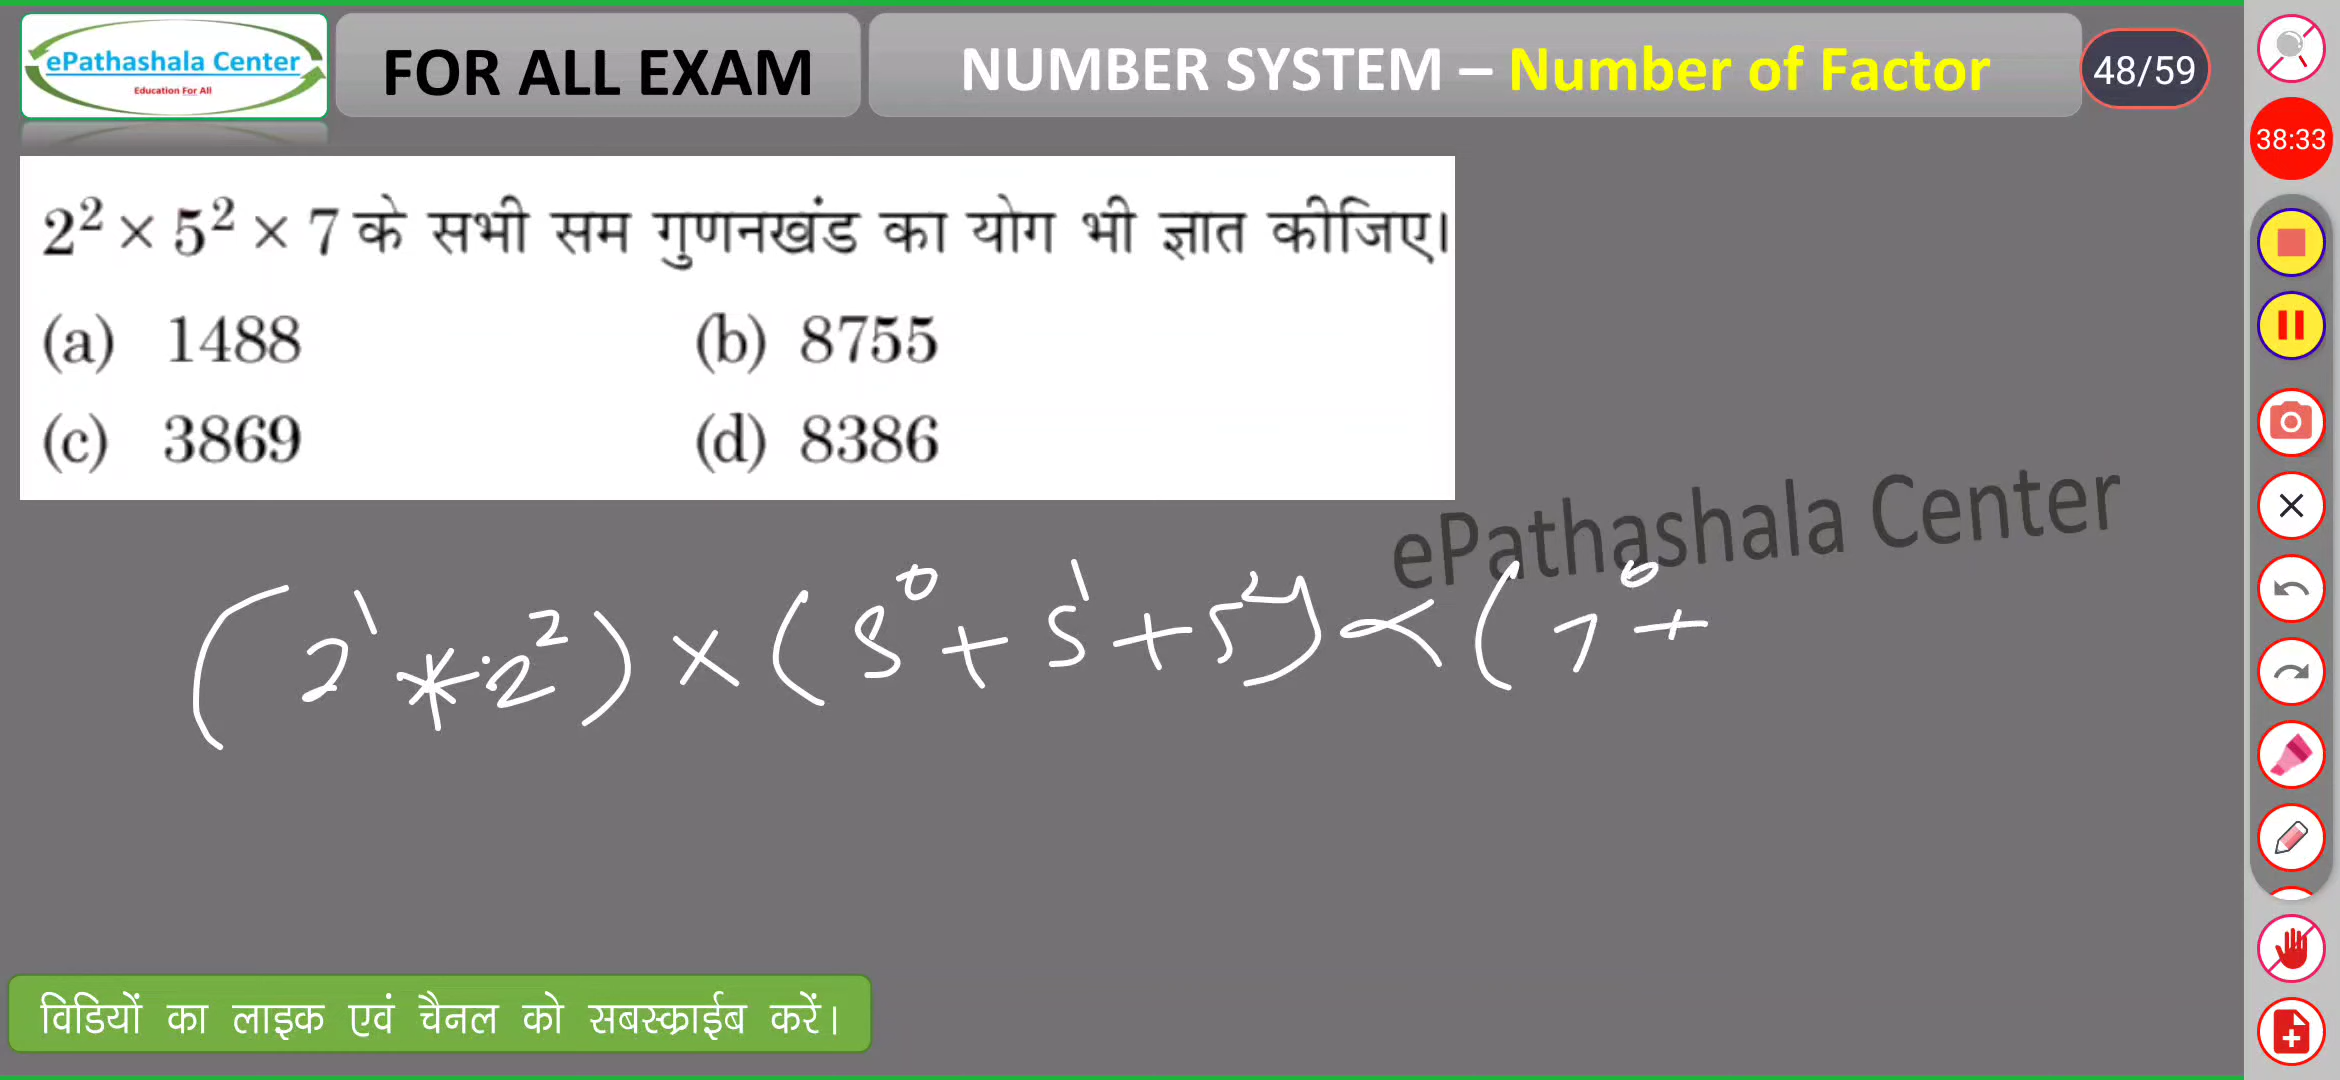 ePathashala Center
Education For All
FOR ALL EXAM
NUMBER SYSTEM – Number of Factor
48/59
38:33
2² × 5² × 7 के सभी सम गुणनखंड का योग भी ज्ञात कीजिए।
(a) 1488 (b) 8755
(c) 3869 (d) 8386
ePathashala Center
(2¹ + 2²) × (5⁰ + 5¹ + 5²) × (7⁰ +
विडियों का लाइक एवं चैनल को सबस्क्राईब करें।